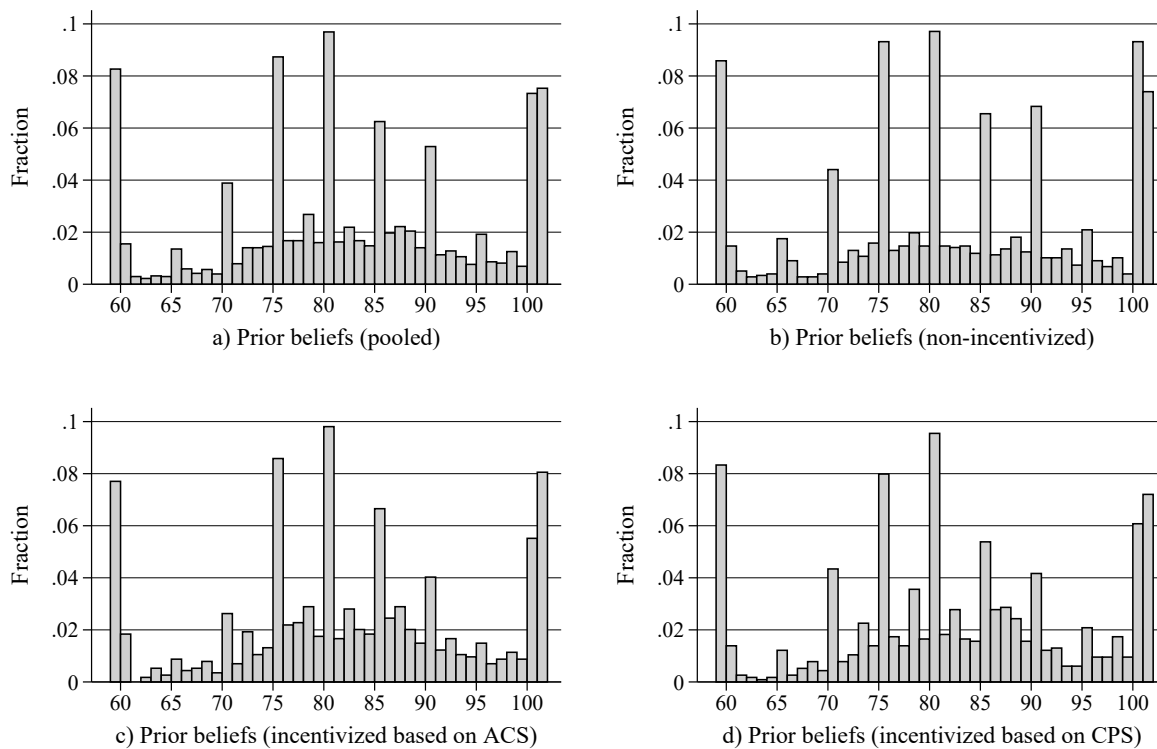 .1
.08
.06
.04
.02
0
Fraction
60 65 70 75 80 85 90 95 100
a) Prior beliefs (pooled)
.1
.08
.06
.04
.02
0
Fraction
60 65 70 75 80 85 90 95 100
b) Prior beliefs (non-incentivized)
.1
.08
.06
.04
.02
0
Fraction
60 65 70 75 80 85 90 95 100
c) Prior beliefs (incentivized based on ACS)
.1
.08
.06
.04
.02
0
Fraction
60 65 70 75 80 85 90 95 100
d) Prior beliefs (incentivized based on CPS)